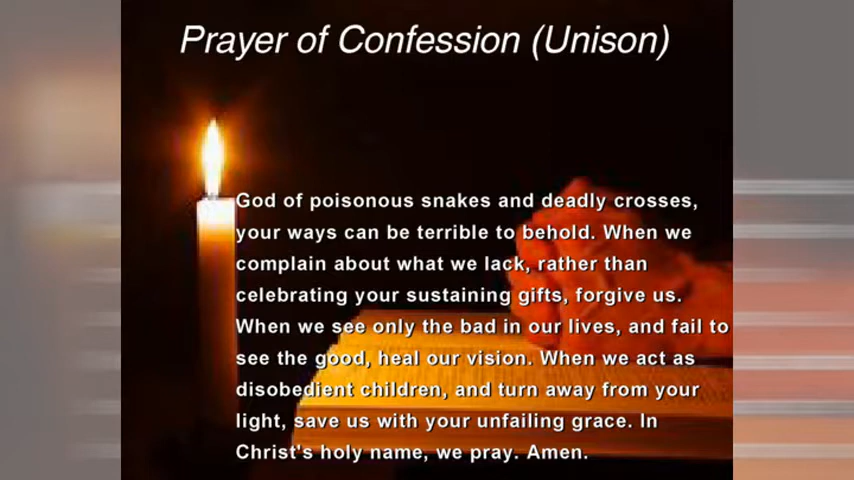 Prayer of Confession (Unison)
God of poisonous snakes and deadly crosses,
your ways can be terrible to behold. When we
complain about what we lack, rather than
celebrating your sustaining gifts, forgive us.
When we see only the bad in our lives, and fail to
see the good, heal our vision. When we act as
disobedient children, and turn away from your
light, save us with your unfailing grace. In
Christ's holy name, we pray. Amen.